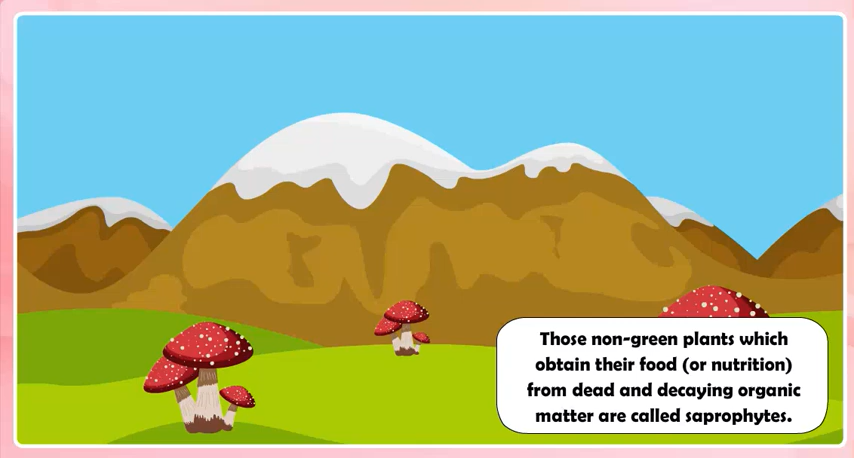 Those non-green plants which
obtain their food (or nutrition)
from dead and decaying organic
matter are called saprophytes.